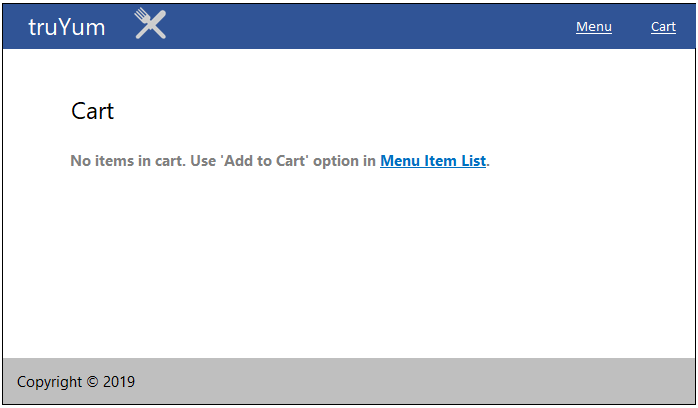 truYum
Menu
Cart
Cart
No items in cart. Use 'Add to Cart' option in Menu Item List.
Copyright © 2019